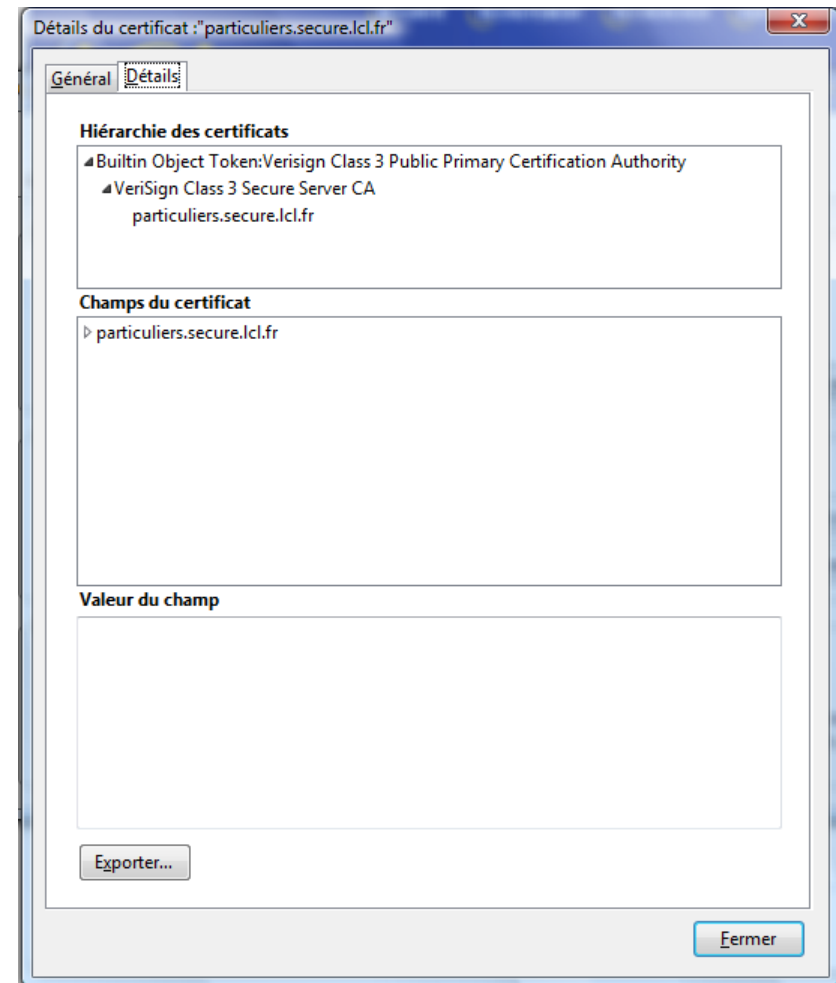 Détails du certificat :"particuliers.secure.lcl.fr"
Général Détails
Hiérarchie des certificats
Builtin Object Token:Verisign Class 3 Public Primary Certification Authority
VeriSign Class 3 Secure Server CA
particuliers.secure.lcl.fr
Champs du certificat
particuliers.secure.lcl.fr
Valeur du champ
Exporter...
Fermer